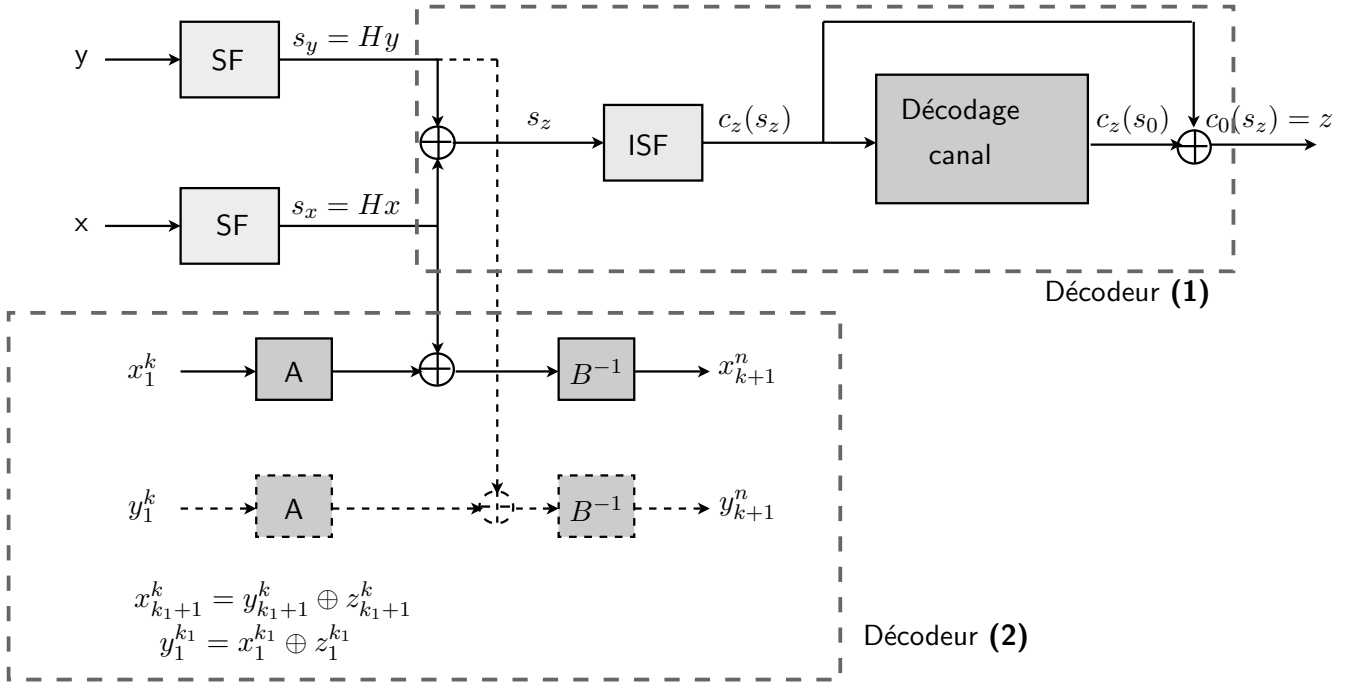 y
SF
$s_y = Hy$
$s_z$
ISF
$c_z(s_z)$
Décodage
canal
$c_z(s_0)$
$c_0(s_z) = z$
x
SF
$s_x = Hx$
Décodeur (1)
$x_1^k$
A
$B^{-1}$
$x_{k+1}^n$
$y_1^k$
A
$B^{-1}$
$y_{k+1}^n$
$x_{k_1+1}^k = y_{k_1+1}^k \oplus z_{k_1+1}^k$
$y_1^{k_1} = x_1^{k_1} \oplus z_1^{k_1}$
Décodeur (2)